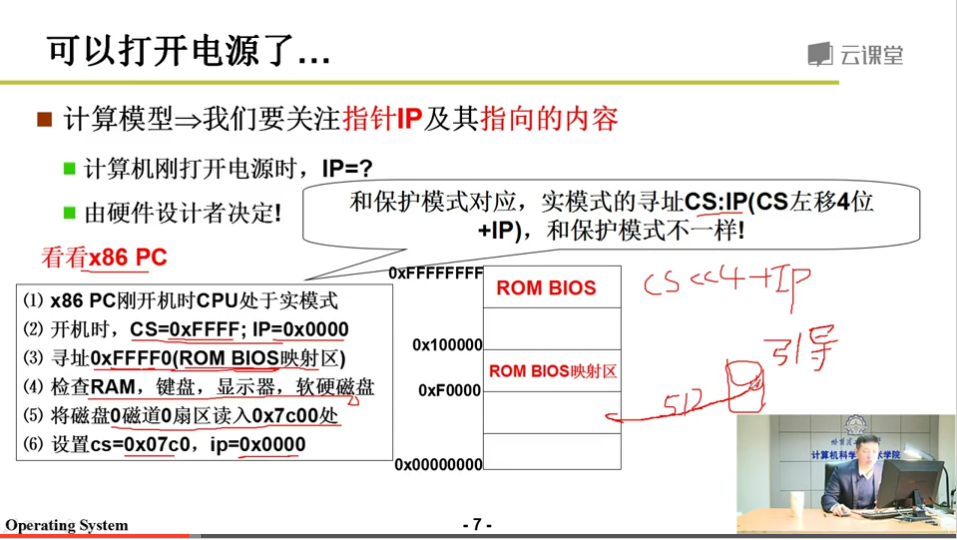 可以打开电源了...
云课堂
■ 计算模型⇒我们要关注指针IP及其指向的内容
■ 计算机刚打开电源时，IP=?
■ 由硬件设计者决定!
和保护模式对应，实模式的寻址CS:IP(CS左移4位
+IP)，和保护模式不一样!
看看x86 PC
(1) x86 PC刚开机时CPU处于实模式
(2) 开机时，CS=0xFFFF; IP=0x0000
(3) 寻址0xFFFF0(ROM BIOS映射区)
(4) 检查RAM，键盘，显示器，软硬磁盘
(5) 将磁盘0磁道0扇区读入0x7c00处
(6) 设置cs=0x07c0，ip=0x0000
0xFFFFFFFF
ROM BIOS
0x100000
ROM BIOS映射区
0xF0000
0x00000000
CS<<4+IP
引导
512
计算机科学 术学院
Operating System
- 7 -